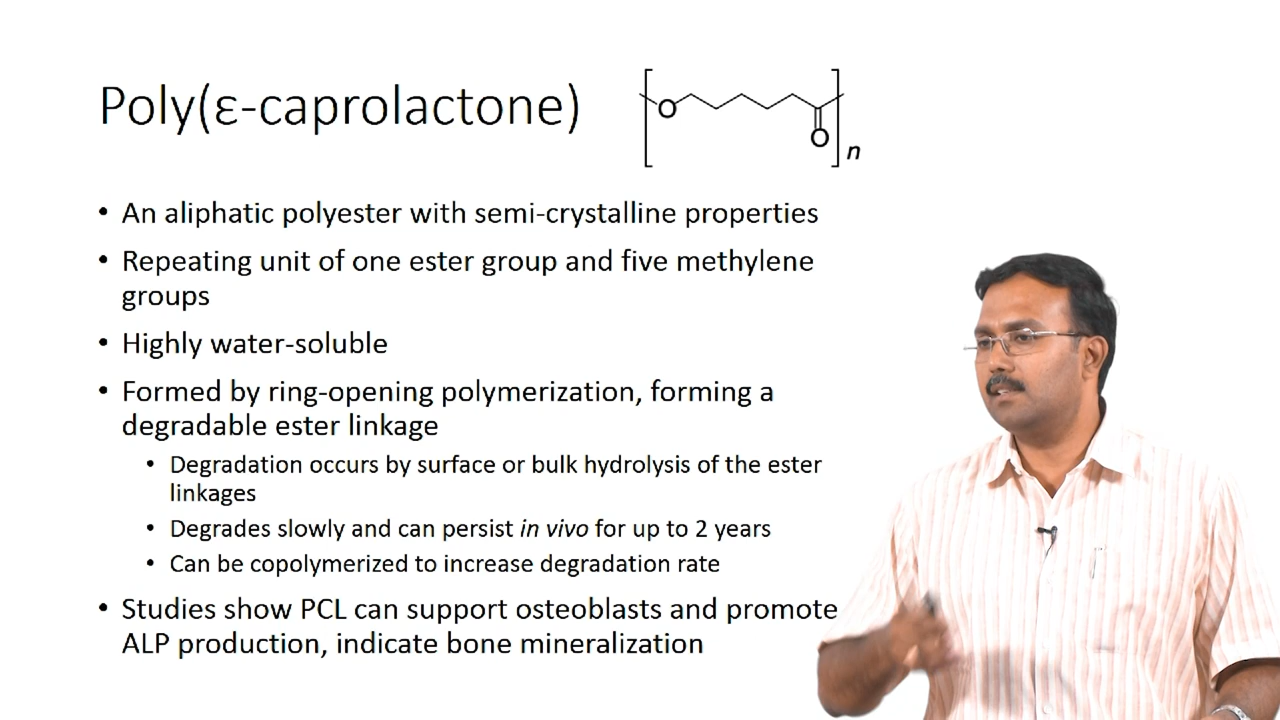 Poly(ε-caprolactone)
O
O
n
• An aliphatic polyester with semi-crystalline properties
• Repeating unit of one ester group and five methylene
groups
• Highly water-soluble
• Formed by ring-opening polymerization, forming a
degradable ester linkage
• Degradation occurs by surface or bulk hydrolysis of the ester
linkages
• Degrades slowly and can persist in vivo for up to 2 years
• Can be copolymerized to increase degradation rate
• Studies show PCL can support osteoblasts and promote
ALP production, indicate bone mineralization